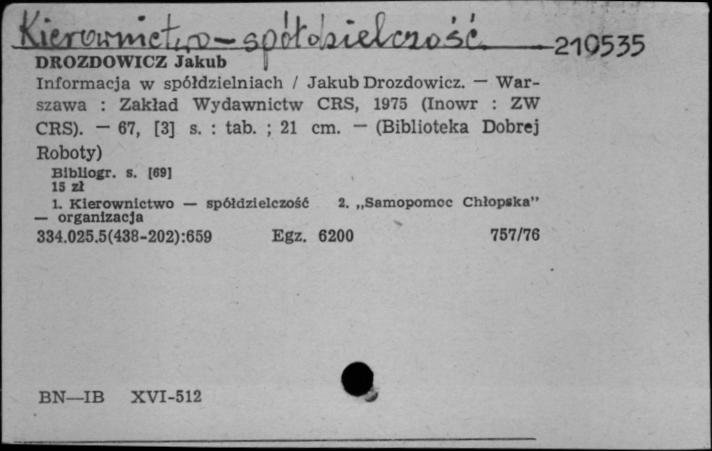 Kierownictwo – spółdzielczość 210535
DROZDOWICZ Jakub
Informacja w spółdzielniach / Jakub Drozdowicz. — War-
szawa : Zakład Wydawnictw CRS, 1975 (Inowr : ZW
CRS). — 67, [3] s. : tab. ; 21 cm. — (Biblioteka Dobrej
Roboty)
Bibliogr. s. [69]
15 zł
1. Kierownictwo — spółdzielczość 2. „Samopomoc Chłopska”
— organizacja
334.025.5(438-202):659 Egz. 6200 757/76
BN—IB XVI-512